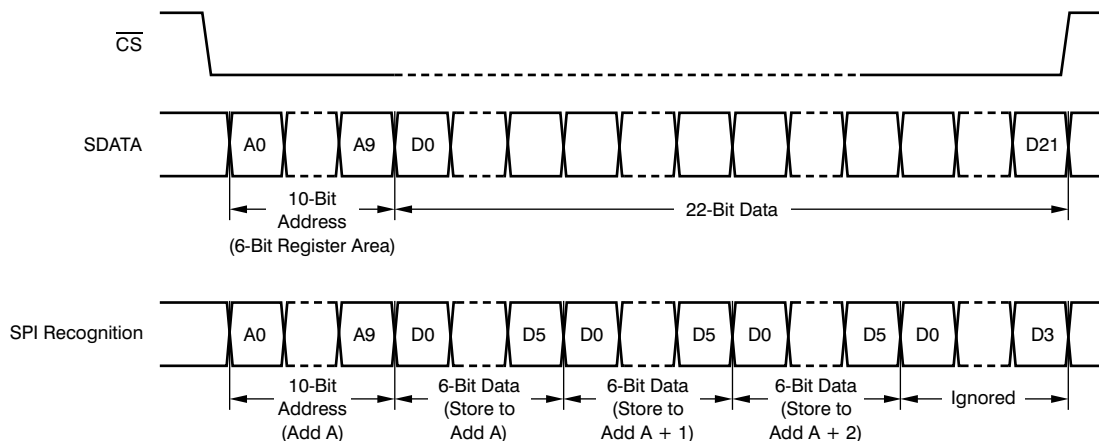 CS
SDATA
A0 A9 D0 D21
10-Bit
Address
(6-Bit Register Area)
22-Bit Data
SPI Recognition
A0 A9 D0 D5 D0 D5 D0 D5 D0 D3
10-Bit
Address
(Add A)
6-Bit Data
(Store to
Add A)
6-Bit Data
(Store to
Add A + 1)
6-Bit Data
(Store to
Add A + 2)
Ignored